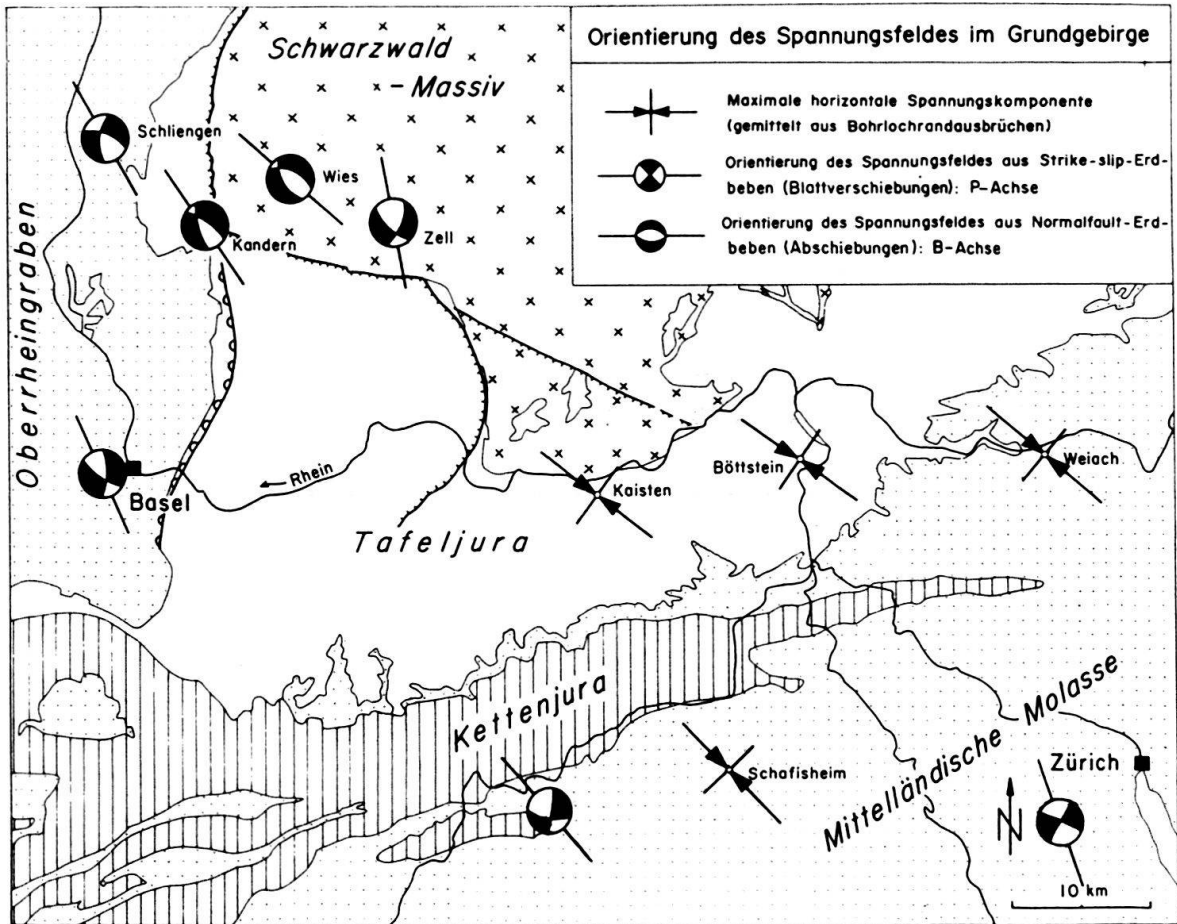 Orientierung des Spannungsfeldes im Grundgebirge
Maximale horizontale Spannungskomponente
(gemittelt aus Bohrlochrandausbrüchen)
Orientierung des Spannungsfeldes aus Strike-slip-Erd-
beben (Blattverschiebungen): P-Achse
Orientierung des Spannungsfeldes aus Normalfault-Erd-
beben (Abschiebungen): B-Achse
Schwarzwald
-Massiv
Schliengen
Wies
Kandern
Zell
Oberrheingraben
Basel
Rhein
Tafeljura
Kaisten
Böttstein
Weiach
Kettenjura
Schafisheim
Mittelländische Molasse
Zürich
N
10 km